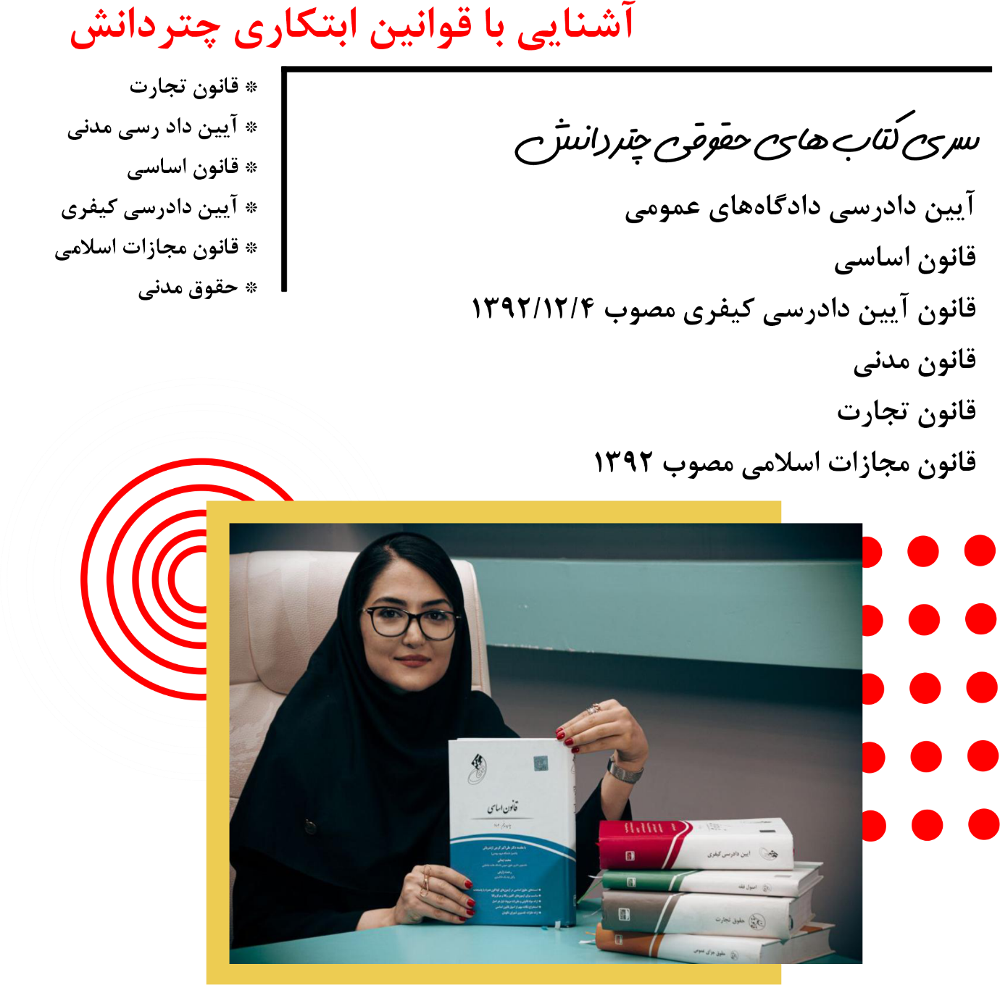 آشنایی با قوانین ابتکاری چتردانش
❊ قانون تجارت
❊ آیین داد رسی مدنی
❊ قانون اساسی
❊ آیین دادرسی کیفری
❊ قانون مجازات اسلامی
❊ حقوق مدنی
سری کتاب های حقوقی چتردانش
آیین دادرسی دادگاه‌های عمومی
قانون اساسی
قانون آیین دادرسی کیفری مصوب ۱۳۹۲/۱۲/۴
قانون مدنی
قانون تجارت
قانون مجازات اسلامی مصوب ۱۳۹۲
قانون اساسی
آیین دادرسی کیفری
اصول فقه
حقوق تجارت
حقوق جزای عمومی